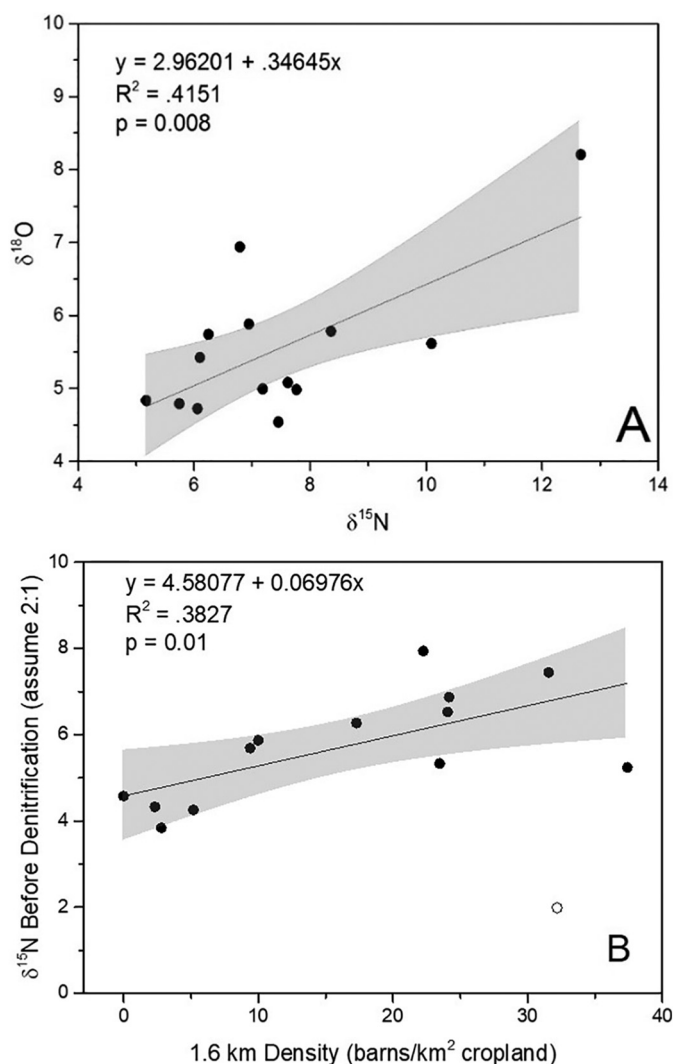 10
y = 2.96201 + .34645x
R² = .4151
p = 0.008
9
8
7
6
5
4
δ¹⁸O
A
4 6 8 10 12 14
δ¹⁵N
10
y = 4.58077 + 0.06976x
R² = .3827
p = 0.01
8
6
4
2
0
δ¹⁵N Before Denitrification (assume 2:1)
B
0 10 20 30 40
1.6 km Density (barns/km² cropland)